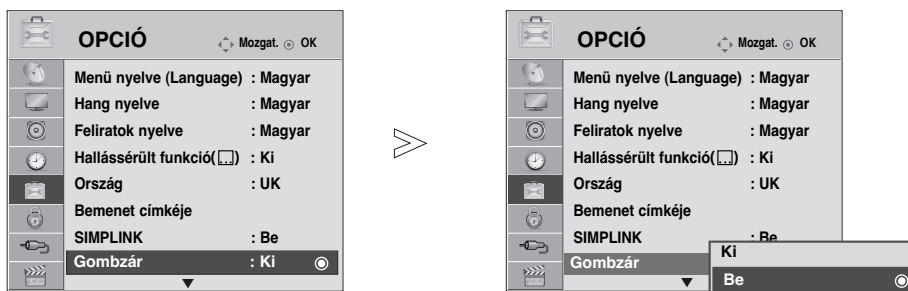 OPCIÓ Mozgat. OK
Menü nyelve (Language) : Magyar
Hang nyelve : Magyar
Feliratok nyelve : Magyar
Hallássérült funkció( ) : Ki
Ország : UK
Bemenet címkéje
SIMPLINK : Be
Gombzár : Ki
OPCIÓ Mozgat. OK
Menü nyelve (Language) : Magyar
Hang nyelve : Magyar
Feliratok nyelve : Magyar
Hallássérült funkció( ) : Ki
Ország : UK
Bemenet címkéje
SIMPLINK : Be
Gombzár
Ki
Be